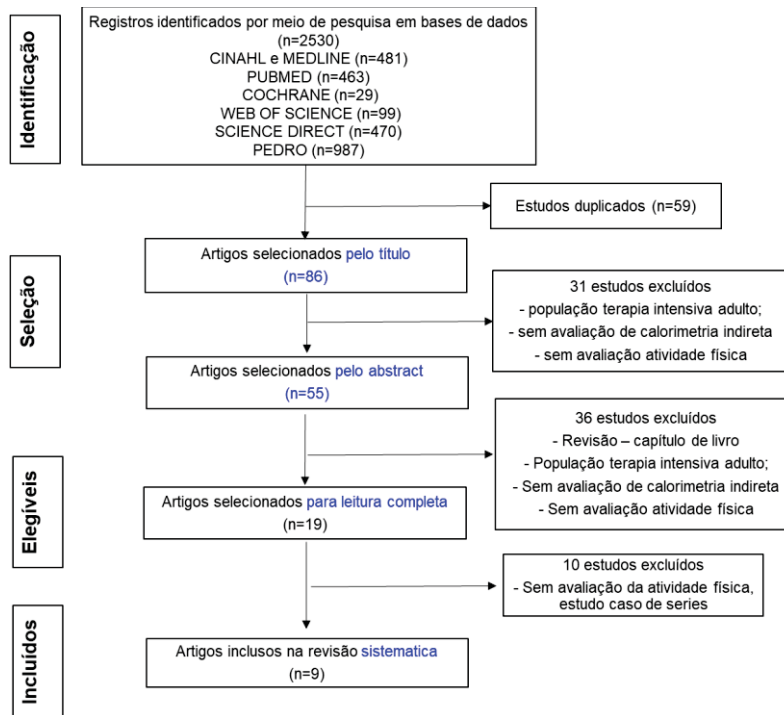 Identificação
Registros identificados por meio de pesquisa em bases de dados
(n=2530)
CINAHL e MEDLINE (n=481)
PUBMED (n=463)
COCHRANE (n=29)
WEB OF SCIENCE (n=99)
SCIENCE DIRECT (n=470)
PEDRO (n=987)
Estudos duplicados (n=59)
Seleção
Artigos selecionados pelo título
(n=86)
31 estudos excluídos
- população terapia intensiva adulto;
- sem avaliação de calorimetria indireta
- sem avaliação atividade física
Artigos selecionados pelo abstract
(n=55)
36 estudos excluídos
- Revisão – capítulo de livro
- População terapia intensiva adulto;
- Sem avaliação de calorimetria indireta
- Sem avaliação atividade física
Elegíveis
Artigos selecionados para leitura completa
(n=19)
10 estudos excluídos
- Sem avaliação da atividade física,
estudo caso de series
Incluídos
Artigos inclusos na revisão sistematica
(n=9)